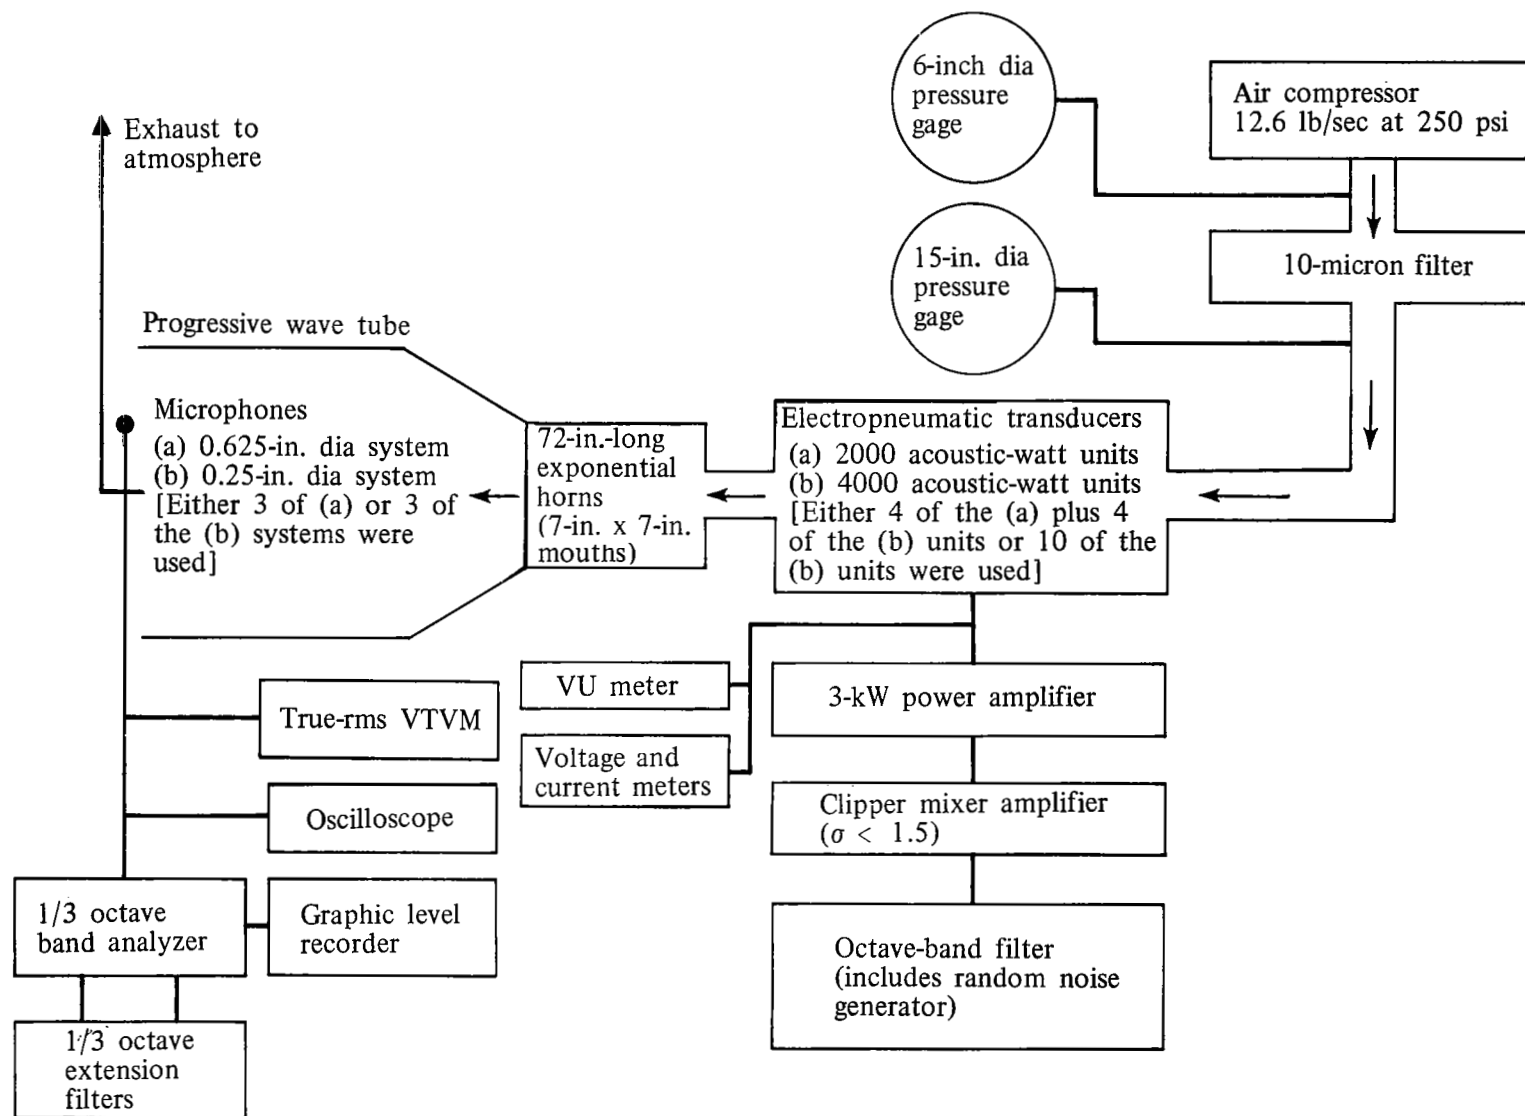 6-inch dia
pressure
gage
Air compressor
12.6 lb/sec at 250 psi
Exhaust to
atmosphere
15-in. dia
pressure
gage
10-micron filter
Progressive wave tube
Microphones
(a) 0.625-in. dia system
(b) 0.25-in. dia system
[Either 3 of (a) or 3 of
the (b) systems were
used]
72-in.-long
exponential
horns
(7-in. x 7-in.
mouths)
Electropneumatic transducers
(a) 2000 acoustic-watt units
(b) 4000 acoustic-watt units
[Either 4 of the (a) plus 4
of the (b) units or 10 of the
(b) units were used]
VU meter
3-kW power amplifier
True-rms VTVM
Voltage and
current meters
Oscilloscope
Clipper mixer amplifier
(σ < 1.5)
1/3 octave
band analyzer
Graphic level
recorder
Octave-band filter
(includes random noise
generator)
1/3 octave
extension
filters